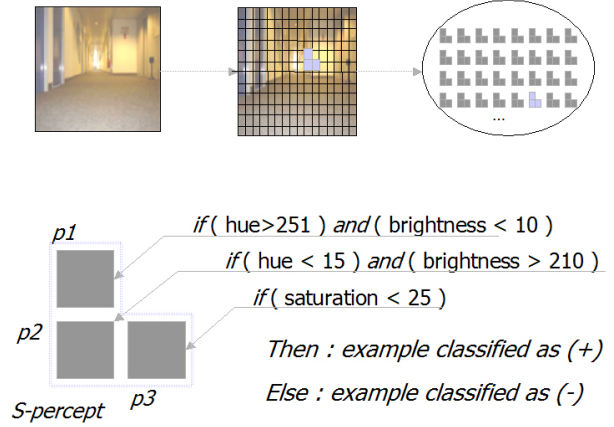 ...
p1
if ( hue>251 ) and ( brightness < 10 )
if ( hue < 15 ) and ( brightness > 210 )
if ( saturation < 25 )
p2
Then : example classified as (+)
Else : example classified as (-)
p3
S-percept